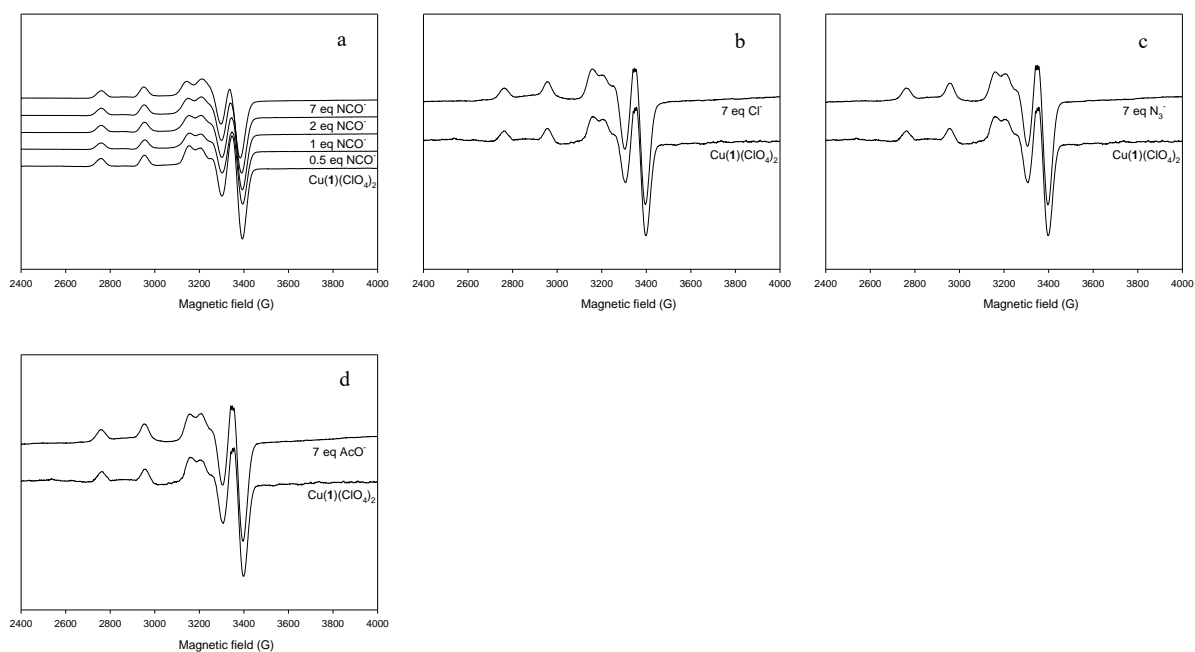 a
7 eq NCO⁻
2 eq NCO⁻
1 eq NCO⁻
0.5 eq NCO⁻
Cu(1)(ClO₄)₂
2400 2600 2800 3000 3200 3400 3600 3800 4000
Magnetic field (G)
b
7 eq Cl⁻
Cu(1)(ClO₄)₂
2400 2600 2800 3000 3200 3400 3600 3800 4000
Magnetic field (G)
c
7 eq N₃⁻
Cu(1)(ClO₄)₂
2400 2600 2800 3000 3200 3400 3600 3800 4000
Magnetic field (G)
d
7 eq AcO⁻
Cu(1)(ClO₄)₂
2400 2600 2800 3000 3200 3400 3600 3800 4000
Magnetic field (G)